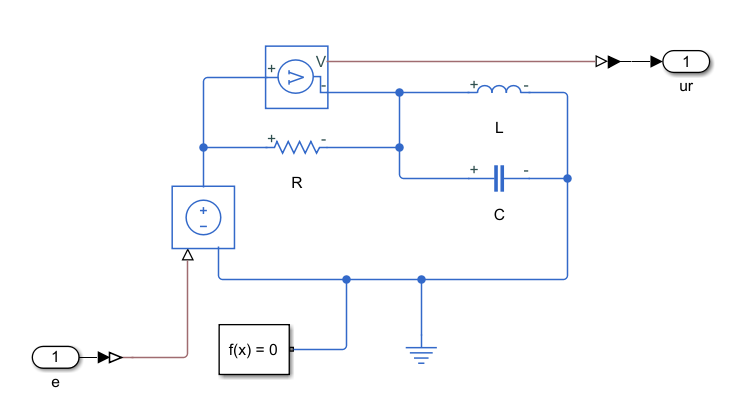 V
+
-
1
ur
+
-
L
+
-
R
+
-
C
+
-
f(x) = 0
1
e